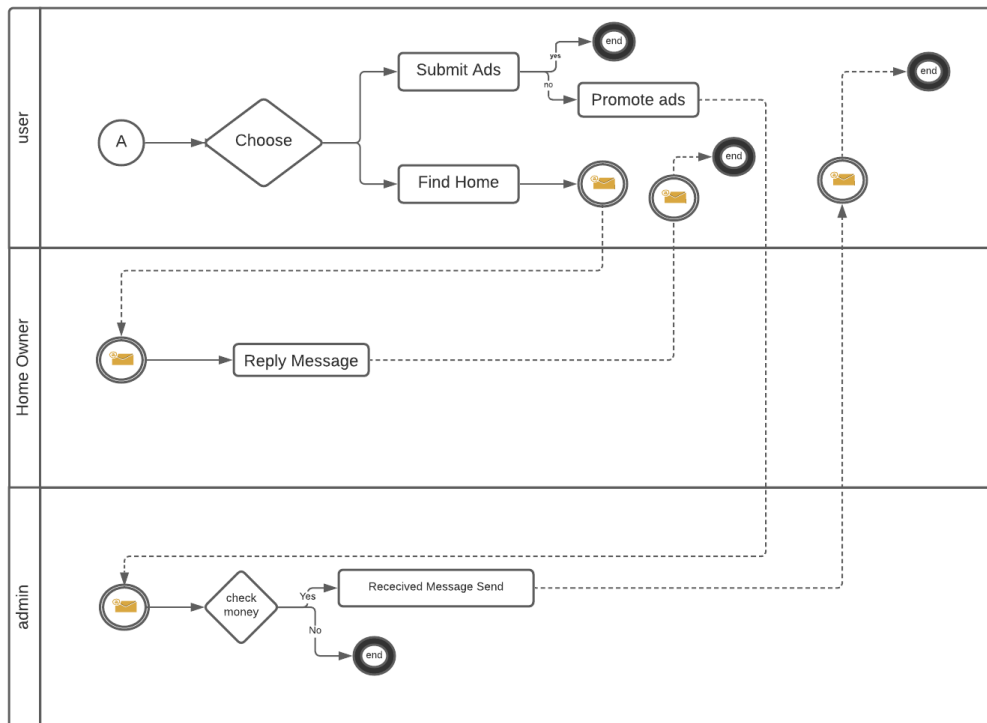 user
A
Choose
Submit Ads
yes
no
end
Promote ads
Find Home
end
end
Home Owner
Reply Message
admin
check
money
Yes
No
Rececived Message Send
end